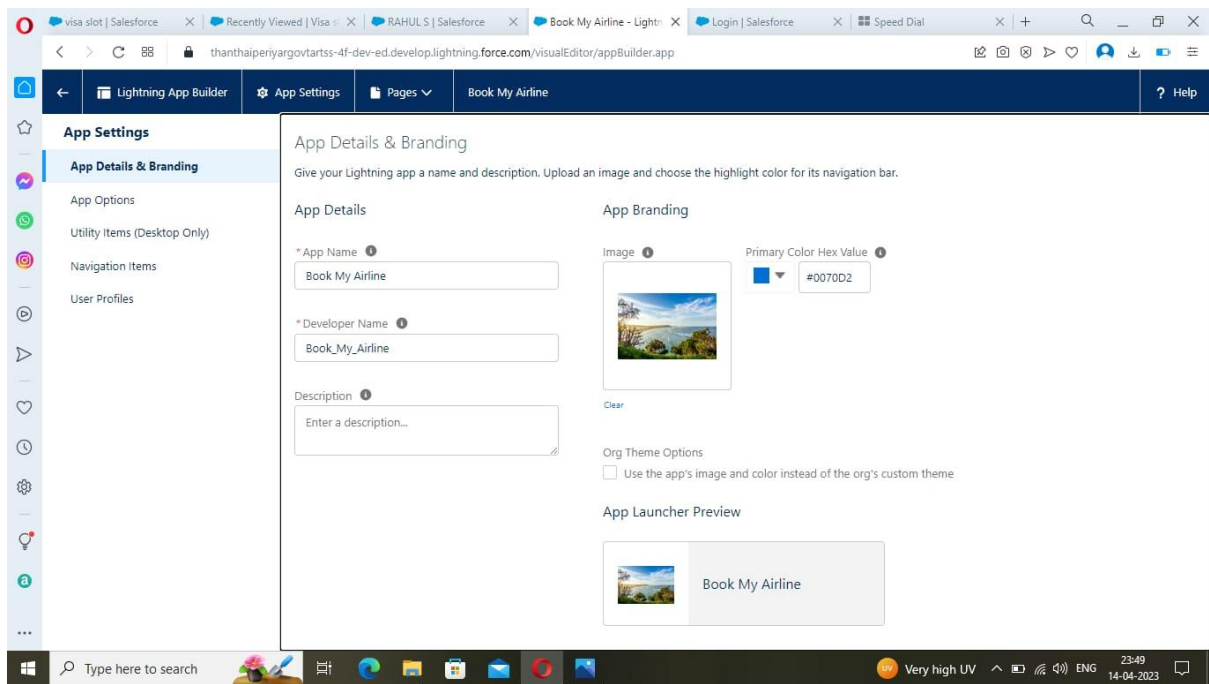 visa slot | Salesforce
Recently Viewed | Visa sl
RAHUL S | Salesforce
Book My Airline - Lightn
Login | Salesforce
Speed Dial
thanthaiperiyargovtartss-4f-dev-ed.develop.lightning.force.com/visualEditor/appBuilder.app
Lightning App Builder
App Settings
Pages
Book My Airline
? Help
App Settings
App Details & Branding
App Options
Utility Items (Desktop Only)
Navigation Items
User Profiles
App Details & Branding
Give your Lightning app a name and description. Upload an image and choose the highlight color for its navigation bar.
App Details
*App Name
Book My Airline
*Developer Name
Book_My_Airline
Description
Enter a description...
App Branding
Image
Primary Color Hex Value
#0070D2
Clear
Org Theme Options
Use the app's image and color instead of the org's custom theme
App Launcher Preview
Book My Airline
Type here to search
UV
Very high UV
ENG
23:49
14-04-2023